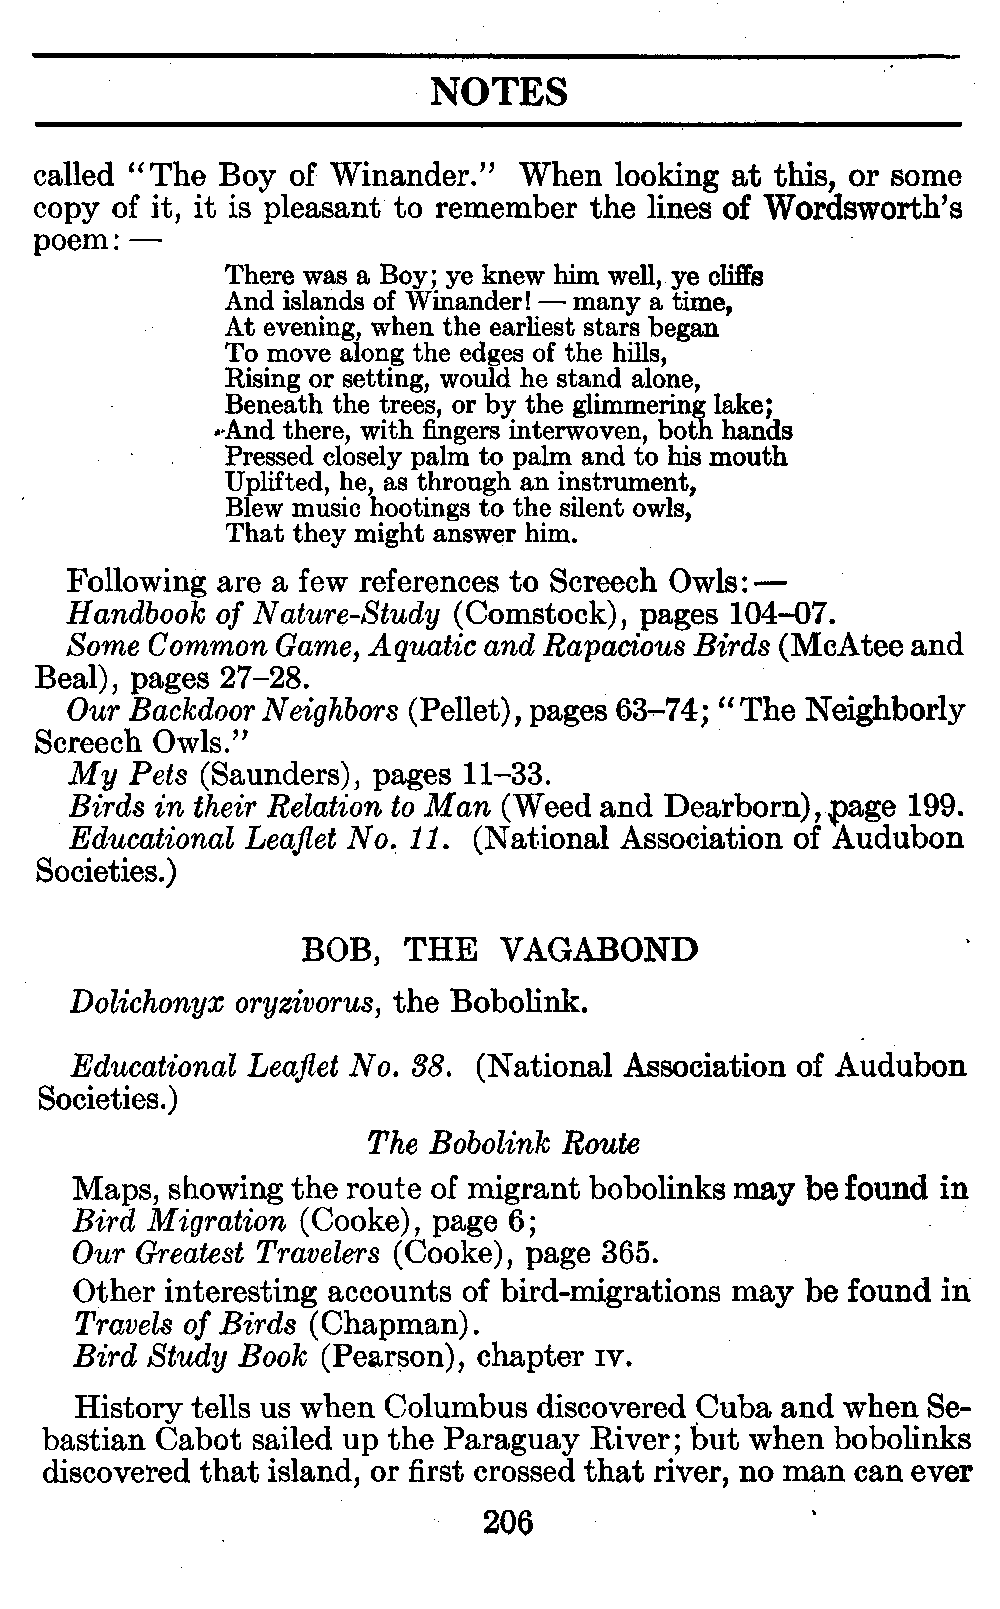 NOTES
called "The Boy of Winander." When looking at this, or some
copy of it, it is pleasant to remember the lines of Wordsworth's
poem: —
There was a Boy; ye knew him well, ye cliffs
And islands of Winander! — many a time,
At evening, when the earliest stars began
To move along the edges of the hills,
Rising or setting, would he stand alone,
Beneath the trees, or by the glimmering lake;
And there, with fingers interwoven, both hands
Pressed closely palm to palm and to his mouth
Uplifted, he, as through an instrument,
Blew music hootings to the silent owls,
That they might answer him.
Following are a few references to Screech Owls: —
Handbook of Nature-Study (Comstock), pages 104–07.
Some Common Game, Aquatic and Rapacious Birds (McAtee and
Beal), pages 27–28.
Our Backdoor Neighbors (Pellet), pages 63–74; "The Neighborly
Screech Owls."
My Pets (Saunders), pages 11–33.
Birds in their Relation to Man (Weed and Dearborn), page 199.
Educational Leaflet No. 11. (National Association of Audubon
Societies.)
BOB, THE VAGABOND
Dolichonyx oryzivorus, the Bobolink.
Educational Leaflet No. 38. (National Association of Audubon
Societies.)
The Bobolink Route
Maps, showing the route of migrant bobolinks may be found in
Bird Migration (Cooke), page 6;
Our Greatest Travelers (Cooke), page 365.
Other interesting accounts of bird-migrations may be found in
Travels of Birds (Chapman).
Bird Study Book (Pearson), chapter IV.
History tells us when Columbus discovered Cuba and when Se-
bastian Cabot sailed up the Paraguay River; but when bobolinks
discovered that island, or first crossed that river, no man can ever
206